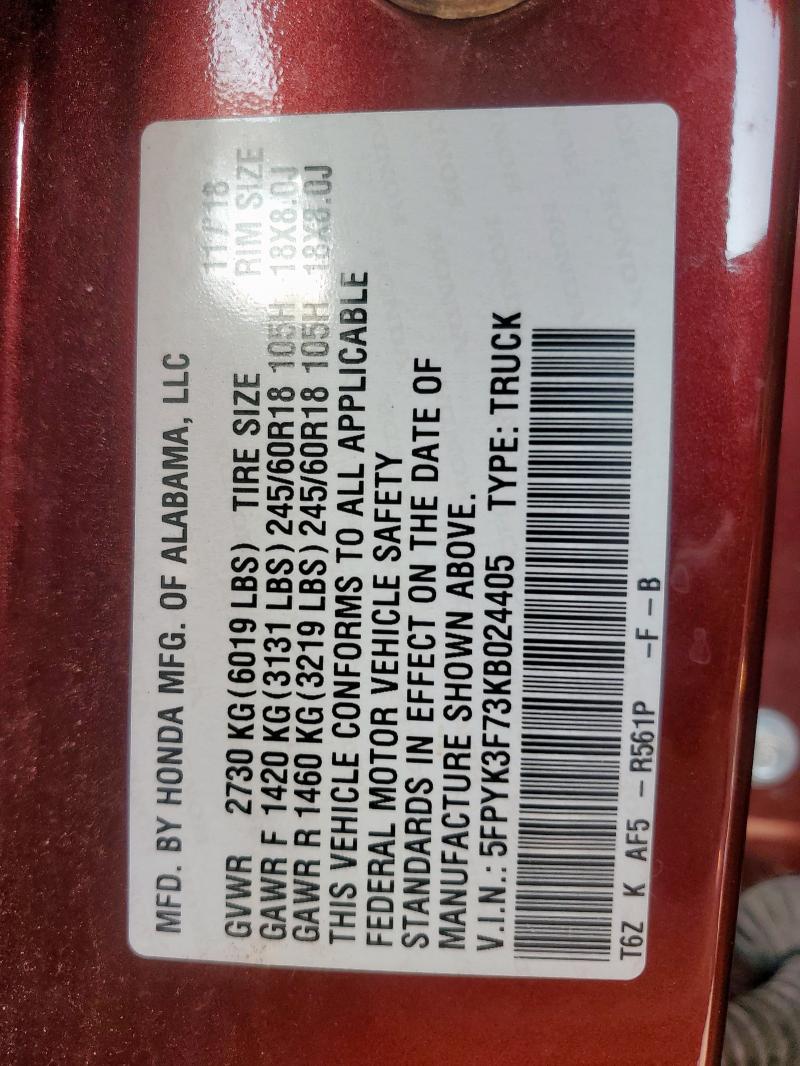 MFD. BY HONDA MFG. OF ALABAMA, LLC
11/18
GVWR 2730 KG(6019 LBS) TIRE SIZE RIM SIZE
GAWR F 1420 KG(3131 LBS) 245/60R18 105H 18X8.0J
GAWR R 1460 KG(3219 LBS) 245/60R18 105H 18X8.0J
THIS VEHICLE CONFORMS TO ALL APPLICABLE
FEDERAL MOTOR VEHICLE SAFETY
STANDARDS IN EFFECT ON THE DATE OF
MANUFACTURE SHOWN ABOVE.
V.I.N.: 5FPYK3F73KB024405 TYPE: TRUCK
T6Z K AF5 – R561P –F – B